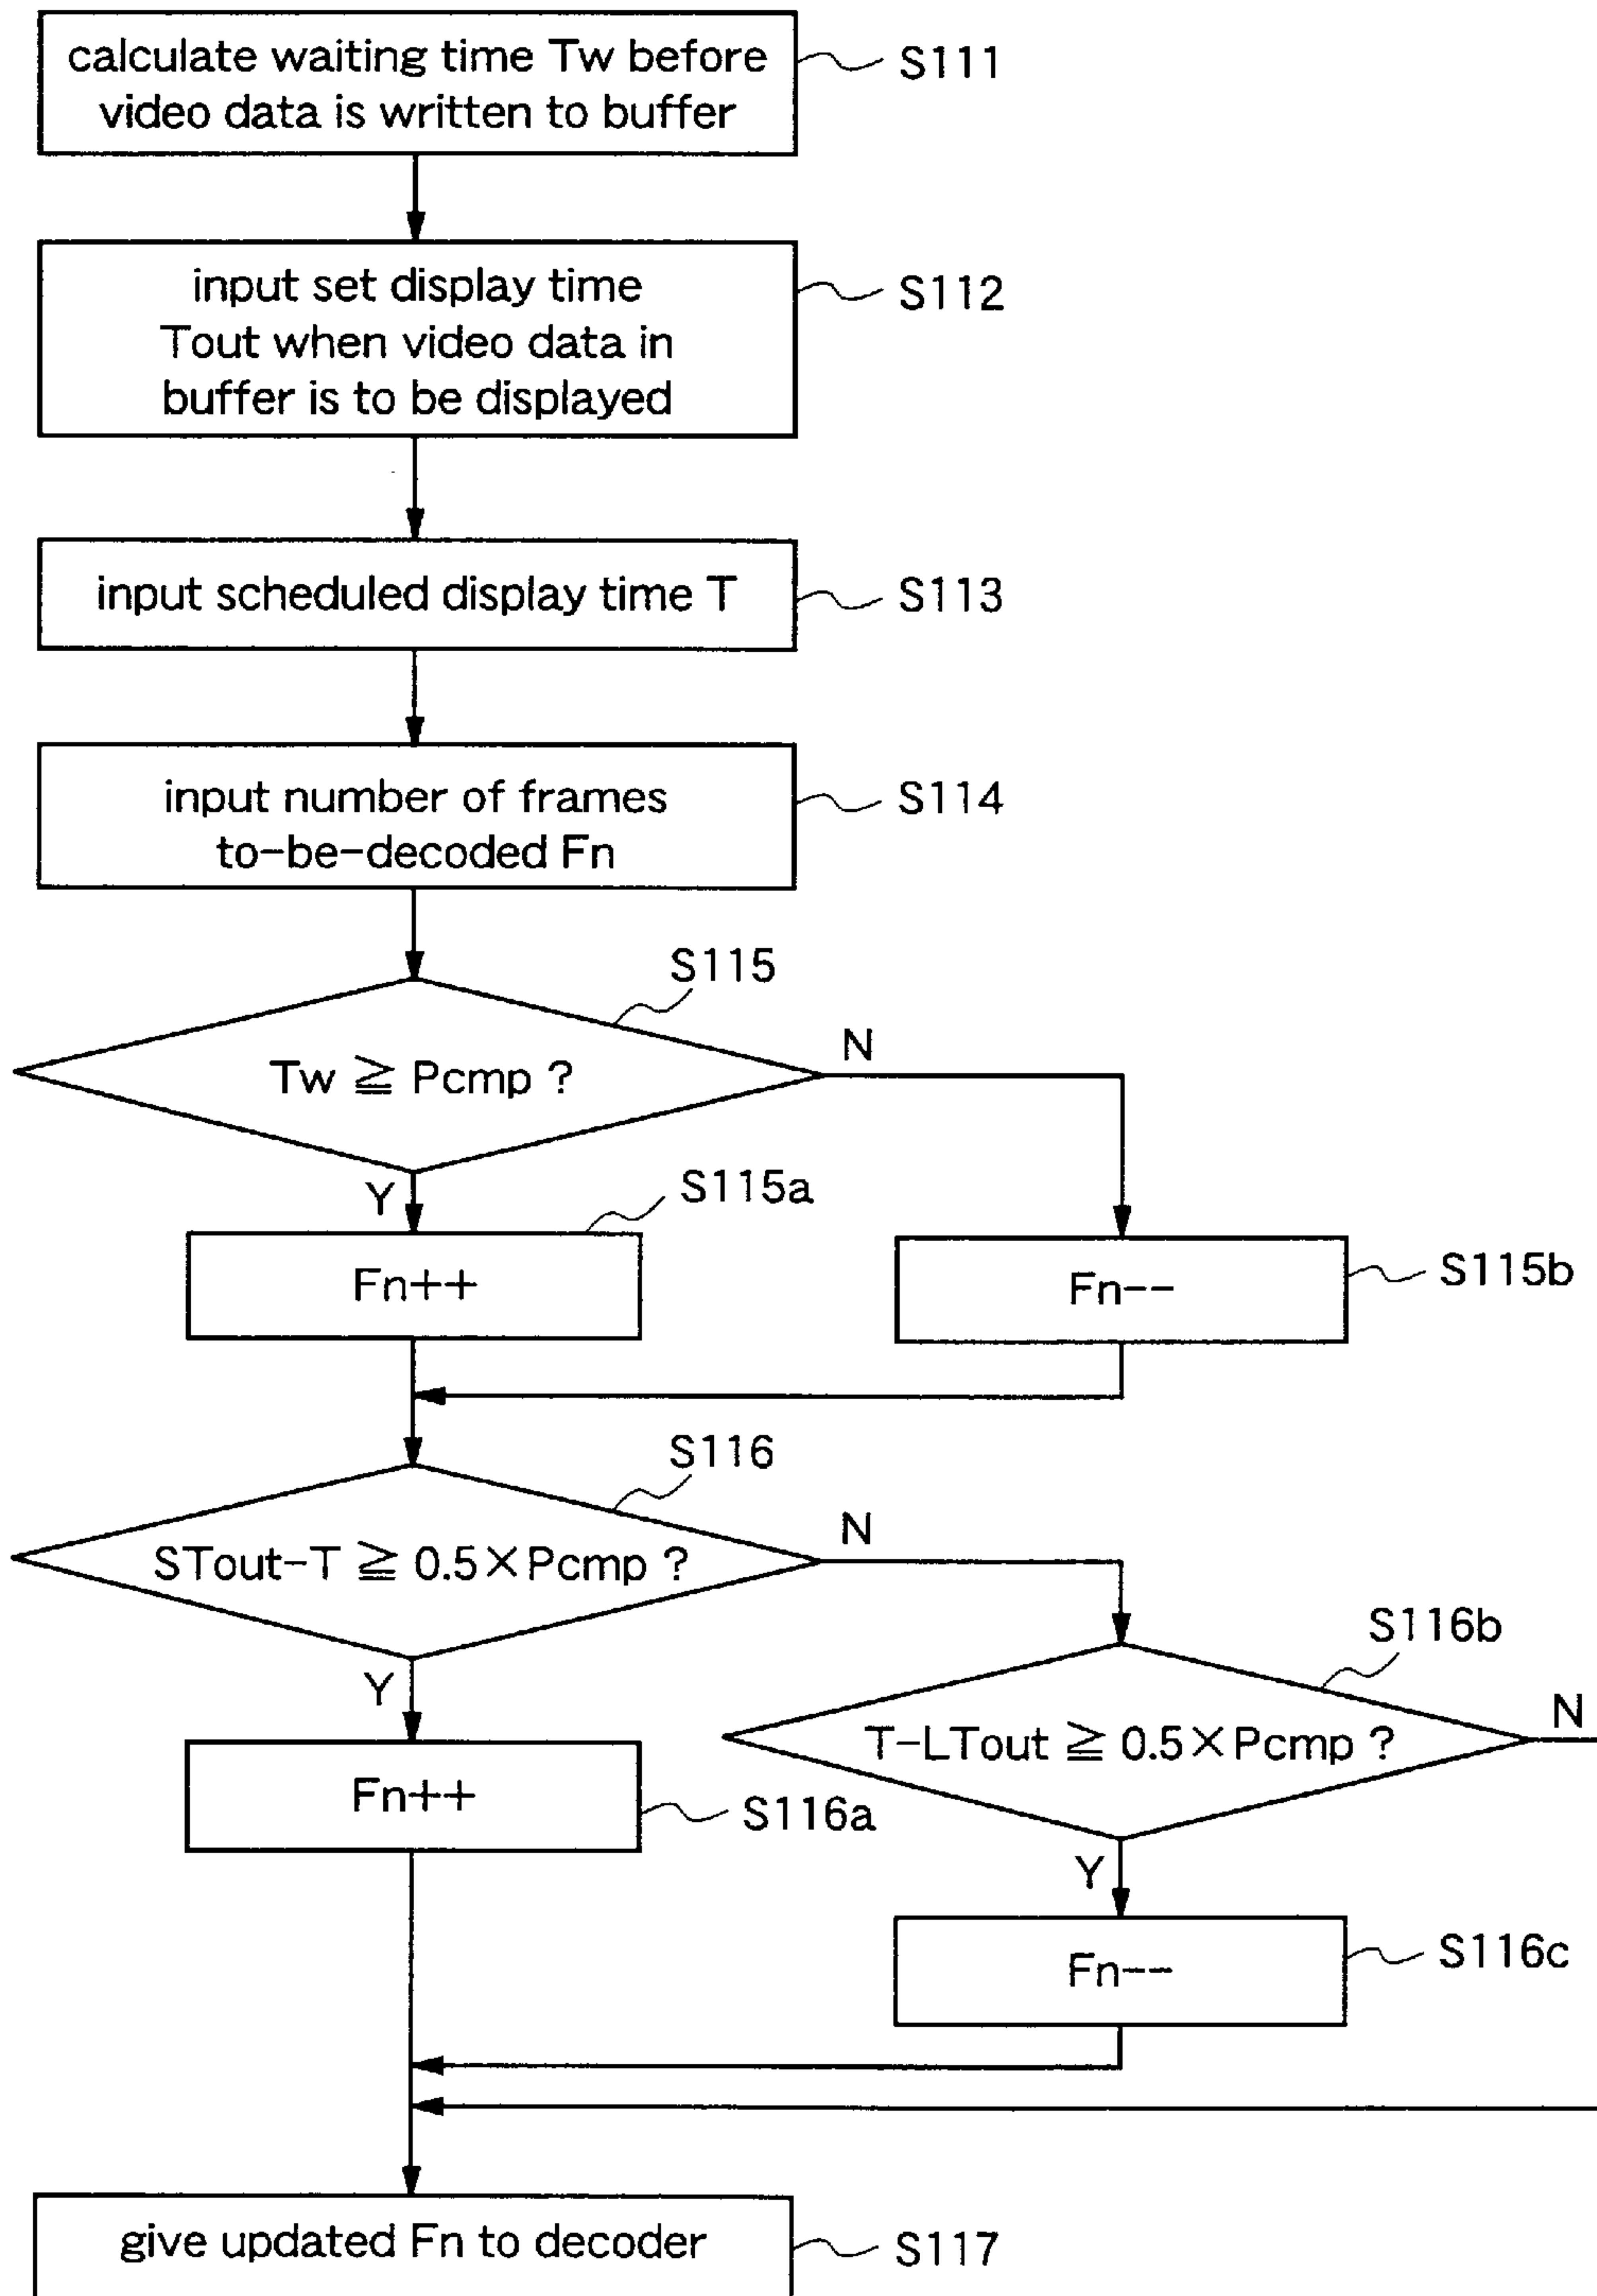 calculate waiting time Tw before
video data is written to buffer
S111
input set display time
Tout when video data in
buffer is to be displayed
S112
input scheduled display time T
S113
input number of frames
to-be-decoded Fn
S114
S115
Tw ≧ Pcmp ?
N
Y
S115a
Fn++
Fn--
S115b
S116
STout-T ≧ 0.5×Pcmp ?
N
Y
S116b
T-LTout ≧ 0.5×Pcmp ?
N
Fn++
S116a
Y
Fn--
S116c
give updated Fn to decoder
S117